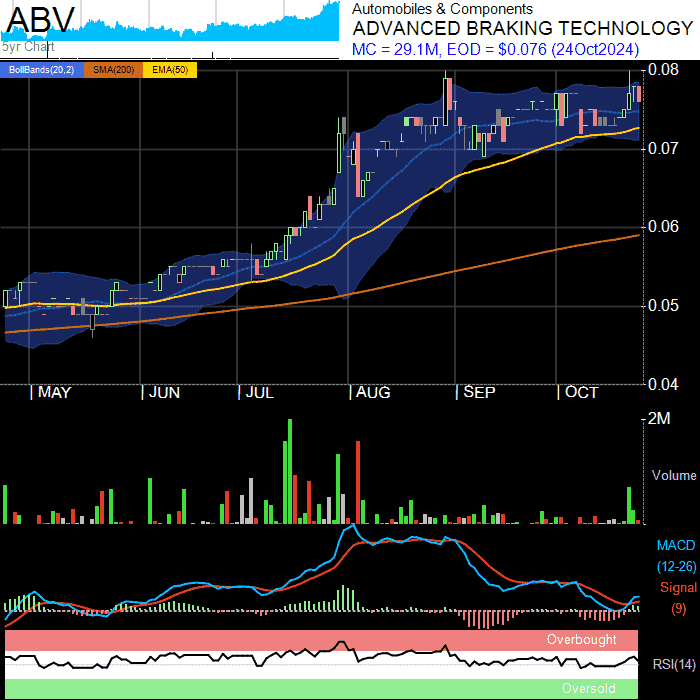 ABV
5yr Chart
Automobiles & Components
ADVANCED BRAKING TECHNOLOGY
MC = 29.1M, EOD = $0.076 (24Oct2024)
BollBands(20,2) SMA(200) EMA(50)
0.08
0.07
0.06
0.05
0.04
MAY JUN JUL AUG SEP OCT
2M
Volume
MACD
(12-26)
Signal
(9)
Overbought
RSI(14)
Oversold